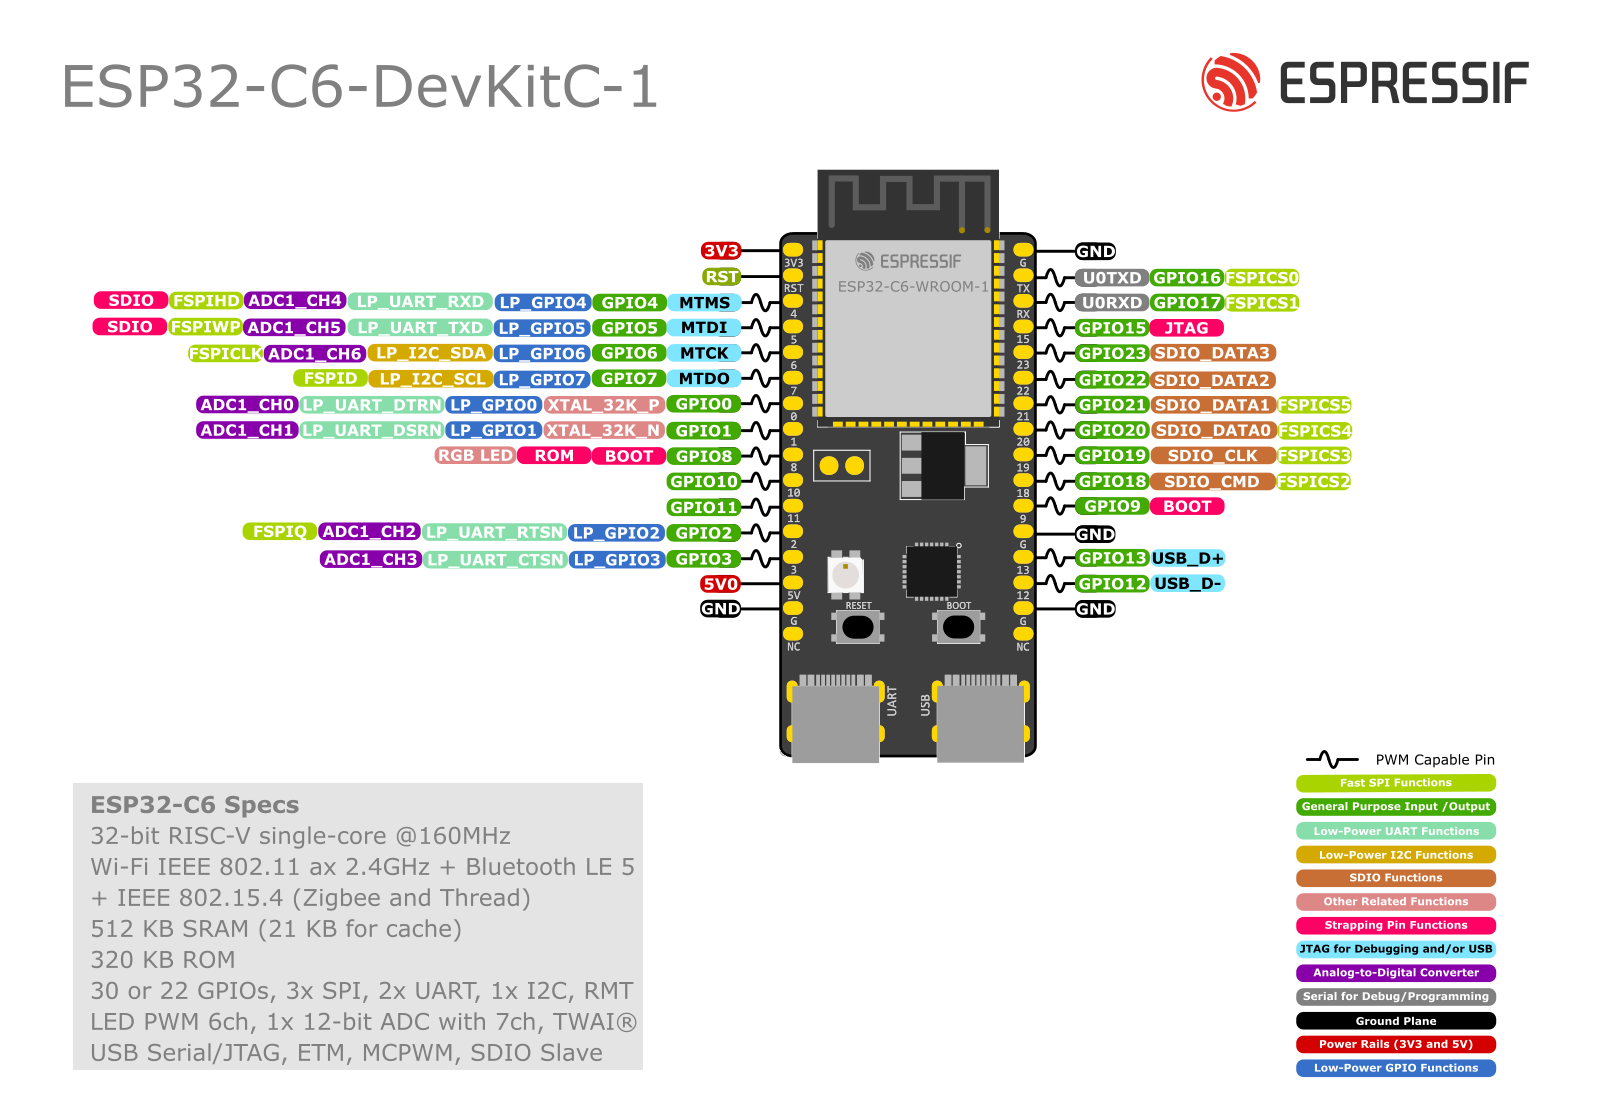 ESP32-C6-DevKitC-1
ESPRESSIF
3V3
RST
SDIO FSPIHD ADC1_CH4 LP_UART_RXD LP_GPIO4 GPIO4 MTMS
SDIO FSPIWP ADC1_CH5 LP_UART_TXD LP_GPIO5 GPIO5 MTDI
FSPICLK ADC1_CH6 LP_I2C_SDA LP_GPIO6 GPIO6 MTCK
FSPID LP_I2C_SCL LP_GPIO7 GPIO7 MTDO
ADC1_CH0 LP_UART_DTRN LP_GPIO0 XTAL_32K_P GPIO0
ADC1_CH1 LP_UART_DSRN LP_GPIO1 XTAL_32K_N GPIO1
RGB LED ROM BOOT GPIO8
GPIO10
GPIO11
FSPIQ ADC1_CH2 LP_UART_RTSN LP_GPIO2 GPIO2
ADC1_CH3 LP_UART_CTSN LP_GPIO3 GPIO3
5V0
GND
3V3
RST
4
5
6
7
0
1
8
10
11
2
3
5V
G
NC
ESPRESSIF
ESP32-C6-WROOM-1
RESET
BOOT
UART
USB
G
TX
RX
15
23
22
21
20
19
18
9
G
13
12
G
NC
GND
U0TXD GPIO16 FSPICS0
U0RXD GPIO17 FSPICS1
GPIO15 JTAG
GPIO23 SDIO_DATA3
GPIO22 SDIO_DATA2
GPIO21 SDIO_DATA1 FSPICS5
GPIO20 SDIO_DATA0 FSPICS4
GPIO19 SDIO_CLK FSPICS3
GPIO18 SDIO_CMD FSPICS2
GPIO9 BOOT
GND
GPIO13 USB_D+
GPIO12 USB_D-
GND
ESP32-C6 Specs
32-bit RISC-V single-core @160MHz
Wi-Fi IEEE 802.11 ax 2.4GHz + Bluetooth LE 5
+ IEEE 802.15.4 (Zigbee and Thread)
512 KB SRAM (21 KB for cache)
320 KB ROM
30 or 22 GPIOs, 3x SPI, 2x UART, 1x I2C, RMT
LED PWM 6ch, 1x 12-bit ADC with 7ch, TWAI®
USB Serial/JTAG, ETM, MCPWM, SDIO Slave
PWM Capable Pin
Fast SPI Functions
General Purpose Input /Output
Low-Power UART Functions
Low-Power I2C Functions
SDIO Functions
Other Related Functions
Strapping Pin Functions
JTAG for Debugging and/or USB
Analog-to-Digital Converter
Serial for Debug/Programming
Ground Plane
Power Rails (3V3 and 5V)
Low-Power GPIO Functions